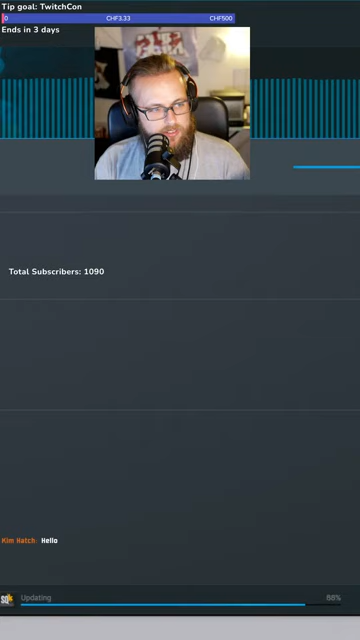 Tip goal: TwitchCon
0 CHF3.33 CHF500
Ends in 3 days
Total Subscribers: 1090
Kim Hatch: Hello
SQ
Updating 88%